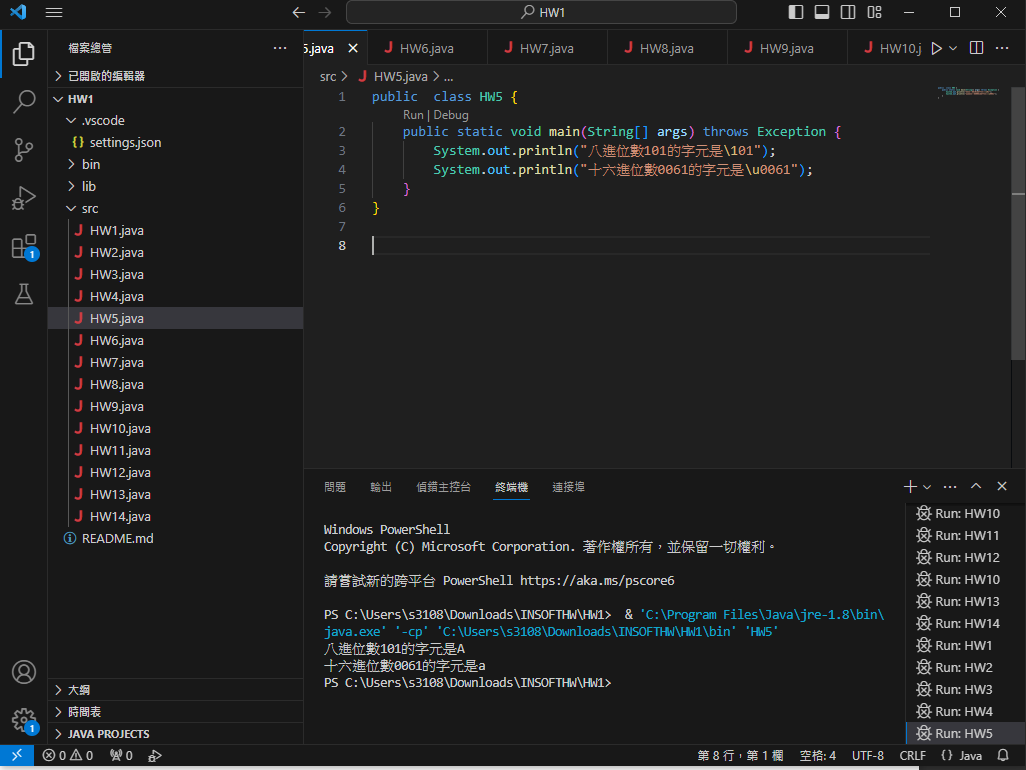 HW1
檔案總管
已開啟的編輯器
HW1
.vscode
{} settings.json
bin
lib
src
J HW1.java
J HW2.java
J HW3.java
J HW4.java
J HW5.java
J HW6.java
J HW7.java
J HW8.java
J HW9.java
J HW10.java
J HW11.java
J HW12.java
J HW13.java
J HW14.java
README.md
大綱
時間表
JAVA PROJECTS
5.java J HW6.java J HW7.java J HW8.java J HW9.java J HW10.j
src > J HW5.java > ...
1 public  class HW5 {
Run | Debug
2 public static void main(String[] args) throws Exception {
3 System.out.println("八進位數101的字元是\101");
4 System.out.println("十六進位數0061的字元是\u0061");
5 }
6 }
7
8
問題 輸出 偵錯主控台 終端機 連接埠
Windows PowerShell
Copyright (C) Microsoft Corporation. 著作權所有，並保留一切權利。
請嘗試新的跨平台 PowerShell https://aka.ms/pscore6
PS C:\Users\s3108\Downloads\INSOFTHW\HW1>  & 'C:\Program Files\Java\jre-1.8\bin\
java.exe' '-cp' 'C:\Users\s3108\Downloads\INSOFTHW\HW1\bin' 'HW5'
八進位數101的字元是A
十六進位數0061的字元是a
PS C:\Users\s3108\Downloads\INSOFTHW\HW1>
Run: HW10
Run: HW11
Run: HW12
Run: HW10
Run: HW13
Run: HW14
Run: HW1
Run: HW2
Run: HW3
Run: HW4
Run: HW5
1
1
0 0 0 第 8 行，第 1 欄 空格: 4 UTF-8 CRLF {} Java